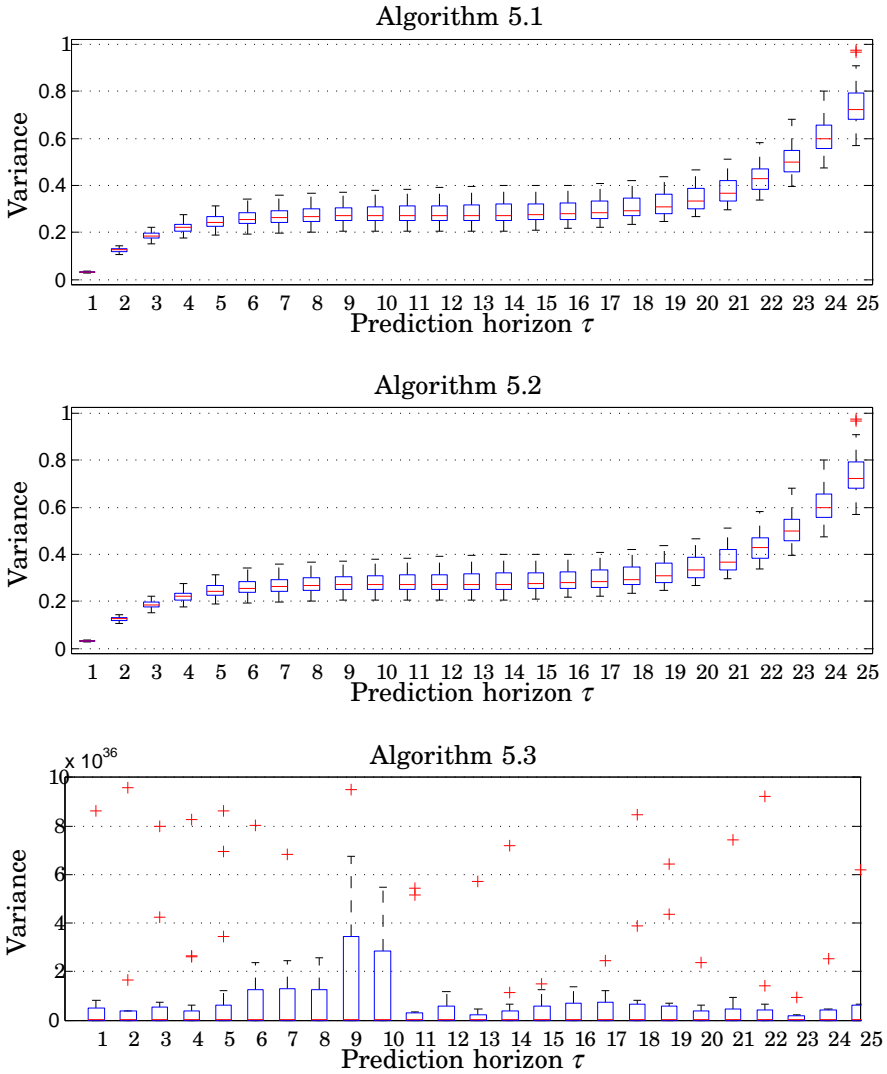 Algorithm 5.1
1
0.8
0.6
0.4
0.2
0
Variance
1 2 3 4 5 6 7 8 9 10 11 12 13 14 15 16 17 18 19 20 21 22 23 24 25
Prediction horizon τ
Algorithm 5.2
1
0.8
0.6
0.4
0.2
0
Variance
1 2 3 4 5 6 7 8 9 10 11 12 13 14 15 16 17 18 19 20 21 22 23 24 25
Prediction horizon τ
Algorithm 5.3
x 10^36
10
8
6
4
2
0
Variance
1 2 3 4 5 6 7 8 9 10 11 12 13 14 15 16 17 18 19 20 21 22 23 24 25
Prediction horizon τ